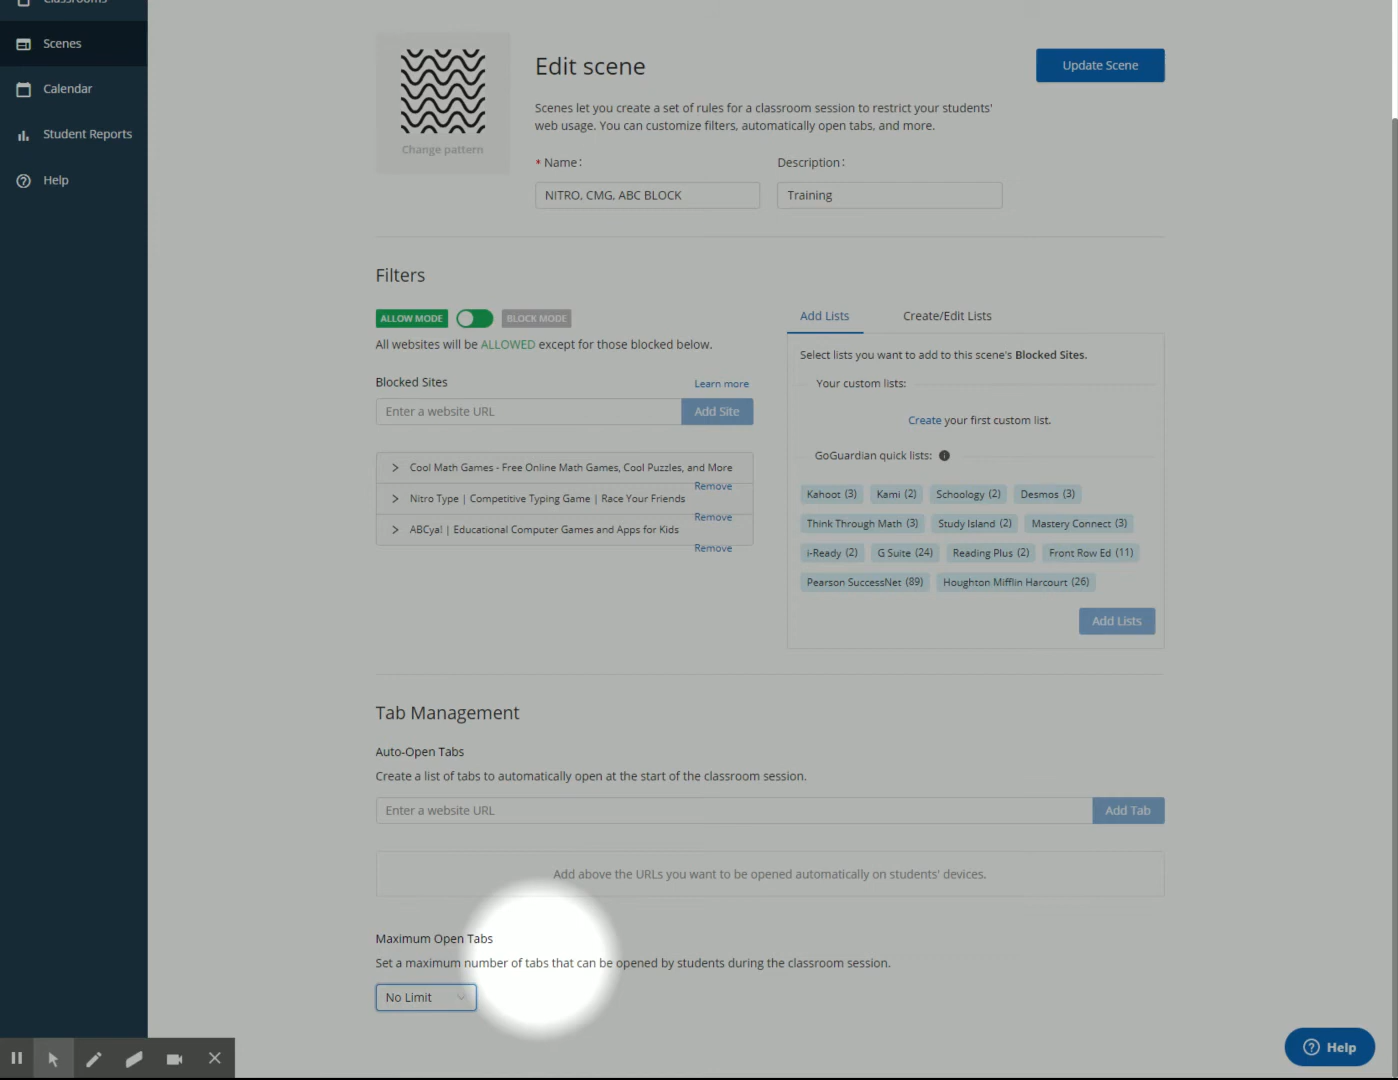 Classrooms
Scenes
Calendar
Student Reports
Help
Change pattern
Edit scene
Update Scene
Scenes let you create a set of rules for a classroom session to restrict your students'
web usage. You can customize filters, automatically open tabs, and more.
* Name:
Description:
NITRO, CMG, ABC BLOCK
Training
Filters
ALLOW MODE
BLOCK MODE
All websites will be ALLOWED except for those blocked below.
Blocked Sites
Learn more
Enter a website URL
Add Site
Cool Math Games - Free Online Math Games, Cool Puzzles, and More
Remove
Nitro Type | Competitive Typing Game | Race Your Friends
Remove
ABCya! | Educational Computer Games and Apps for Kids
Remove
Add Lists
Create/Edit Lists
Select lists you want to add to this scene's Blocked Sites.
Your custom lists:
Create your first custom list.
GoGuardian quick lists:
Kahoot (3) Kami (2) Schoology (2) Desmos (3)
Think Through Math (3) Study Island (2) Mastery Connect (3)
i-Ready (2) G Suite (24) Reading Plus (2) Front Row Ed (11)
Pearson SuccessNet (89) Houghton Mifflin Harcourt (26)
Add Lists
Tab Management
Auto-Open Tabs
Create a list of tabs to automatically open at the start of the classroom session.
Enter a website URL
Add Tab
Add above the URLs you want to be opened automatically on students' devices.
Maximum Open Tabs
Set a maximum number of tabs that can be opened by students during the classroom session.
No Limit
Help